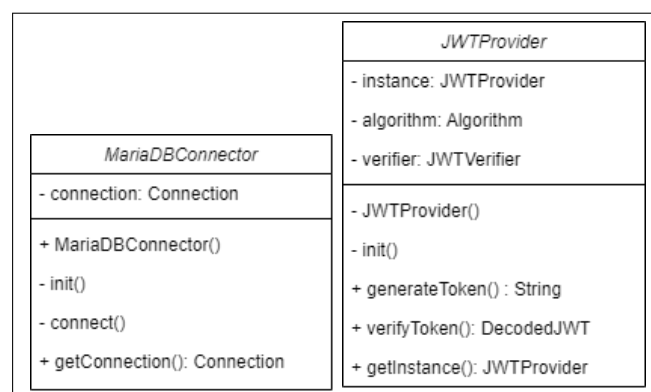 MariaDBConnector
- connection: Connection
+ MariaDBConnector()
- init()
- connect()
+ getConnection(): Connection
JWTProvider
- instance: JWTProvider
- algorithm: Algorithm
- verifier: JWTVerifier
- JWTProvider()
- init()
+ generateToken() : String
+ verifyToken(): DecodedJWT
+ getInstance(): JWTProvider